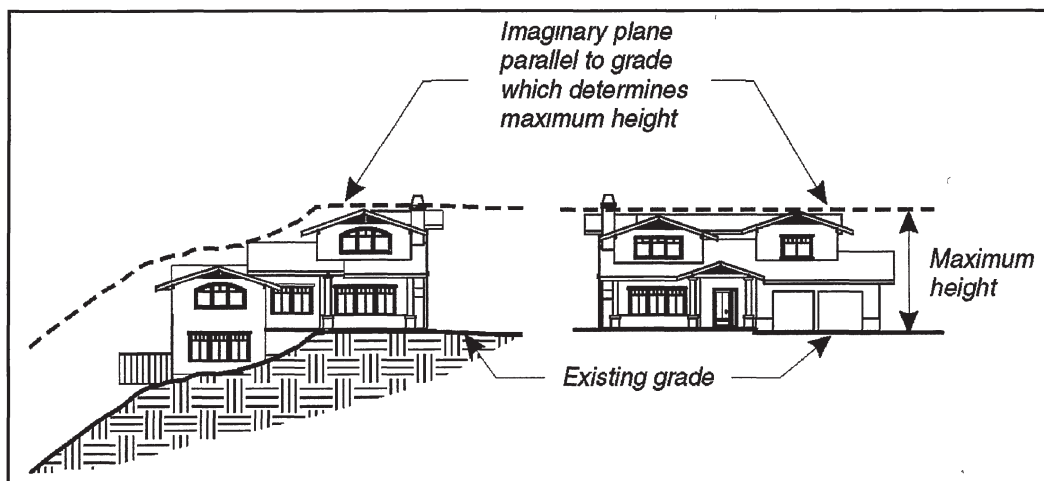 Imaginary plane
parallel to grade
which determines
maximum height
Maximum
height
Existing grade